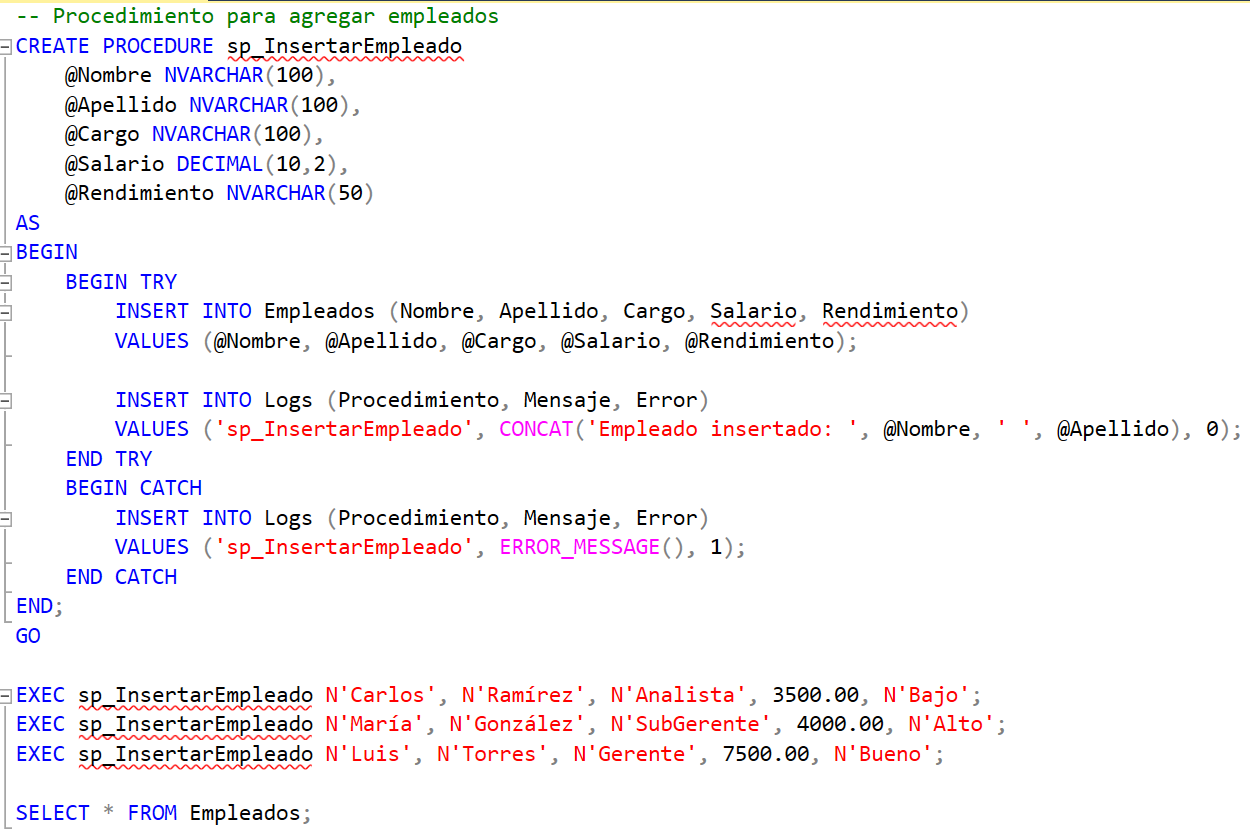 -- Procedimiento para agregar empleados
CREATE PROCEDURE sp_InsertarEmpleado
    @Nombre NVARCHAR(100),
    @Apellido NVARCHAR(100),
    @Cargo NVARCHAR(100),
    @Salario DECIMAL(10,2),
    @Rendimiento NVARCHAR(50)
AS
BEGIN
    BEGIN TRY
        INSERT INTO Empleados (Nombre, Apellido, Cargo, Salario, Rendimiento)
        VALUES (@Nombre, @Apellido, @Cargo, @Salario, @Rendimiento);

        INSERT INTO Logs (Procedimiento, Mensaje, Error)
        VALUES ('sp_InsertarEmpleado', CONCAT('Empleado insertado: ', @Nombre, ' ', @Apellido), 0);
    END TRY
    BEGIN CATCH
        INSERT INTO Logs (Procedimiento, Mensaje, Error)
        VALUES ('sp_InsertarEmpleado', ERROR_MESSAGE(), 1);
    END CATCH
END;
GO

EXEC sp_InsertarEmpleado N'Carlos', N'Ramírez', N'Analista', 3500.00, N'Bajo';
EXEC sp_InsertarEmpleado N'María', N'González', N'SubGerente', 4000.00, N'Alto';
EXEC sp_InsertarEmpleado N'Luis', N'Torres', N'Gerente', 7500.00, N'Bueno';

SELECT * FROM Empleados;